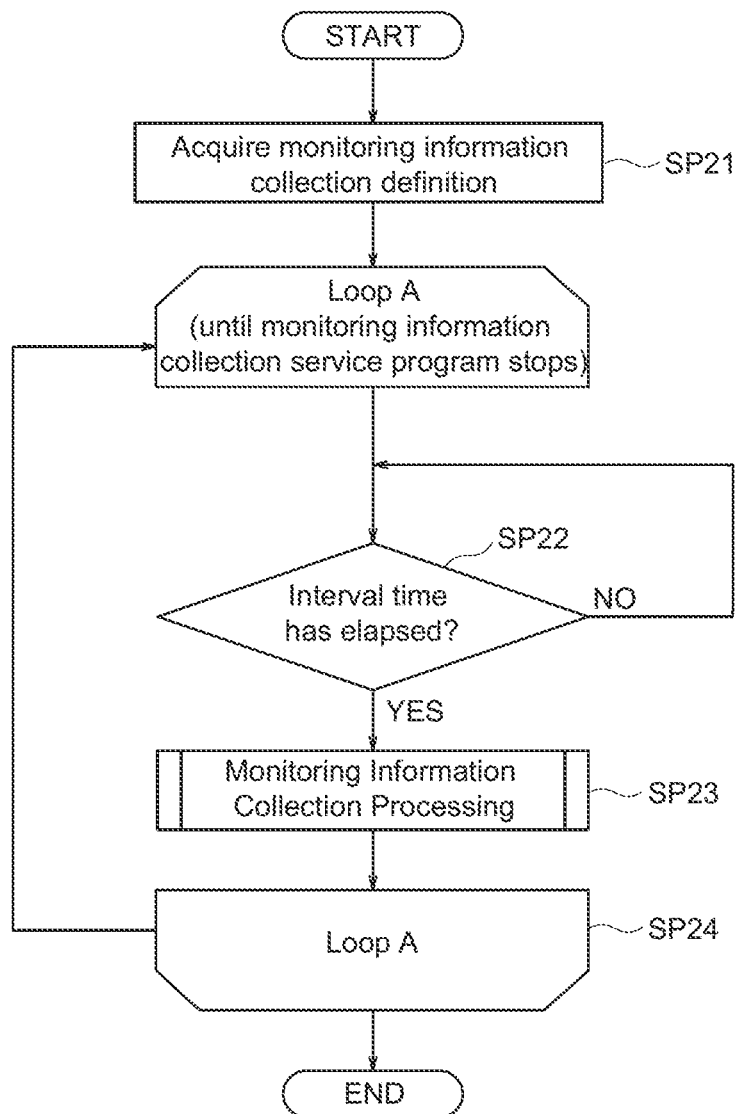 START
Acquire monitoring information
collection definition
SP21
Loop A
(until monitoring information
collection service program stops)
SP22
Interval time
has elapsed?
NO
YES
Monitoring Information
Collection Processing
SP23
Loop A
SP24
END